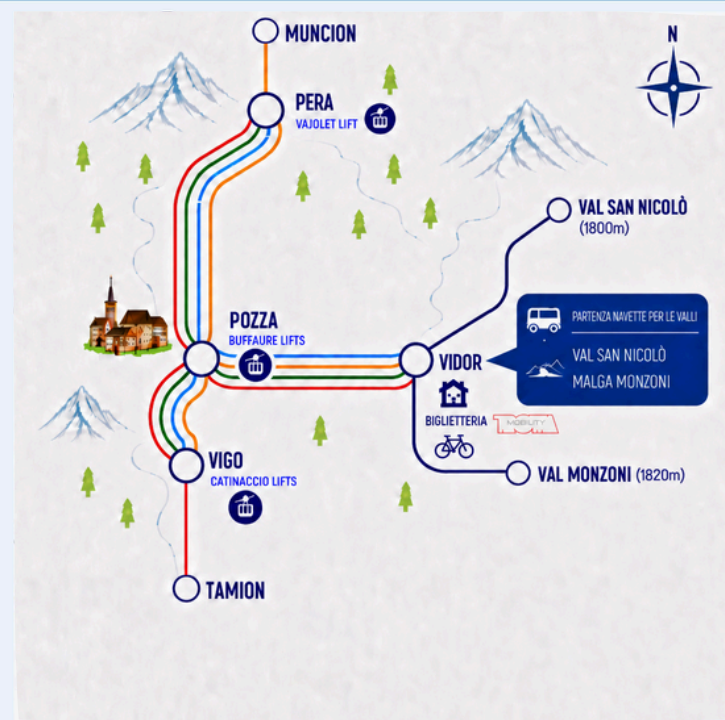 MUNCION
N
PERA
VAJOLET LIFT
VAL SAN NICOLÒ
(1800m)
POZZA
BUFFAURE LIFTS
VIDOR
PARTENZA NAVETTE PER LE VALLI
VAL SAN NICOLÒ
MALGA MONZONI
BIGLIETTERIA
MOBILITY
VIGO
CATINACCIO LIFTS
VAL MONZONI (1820m)
TAMION